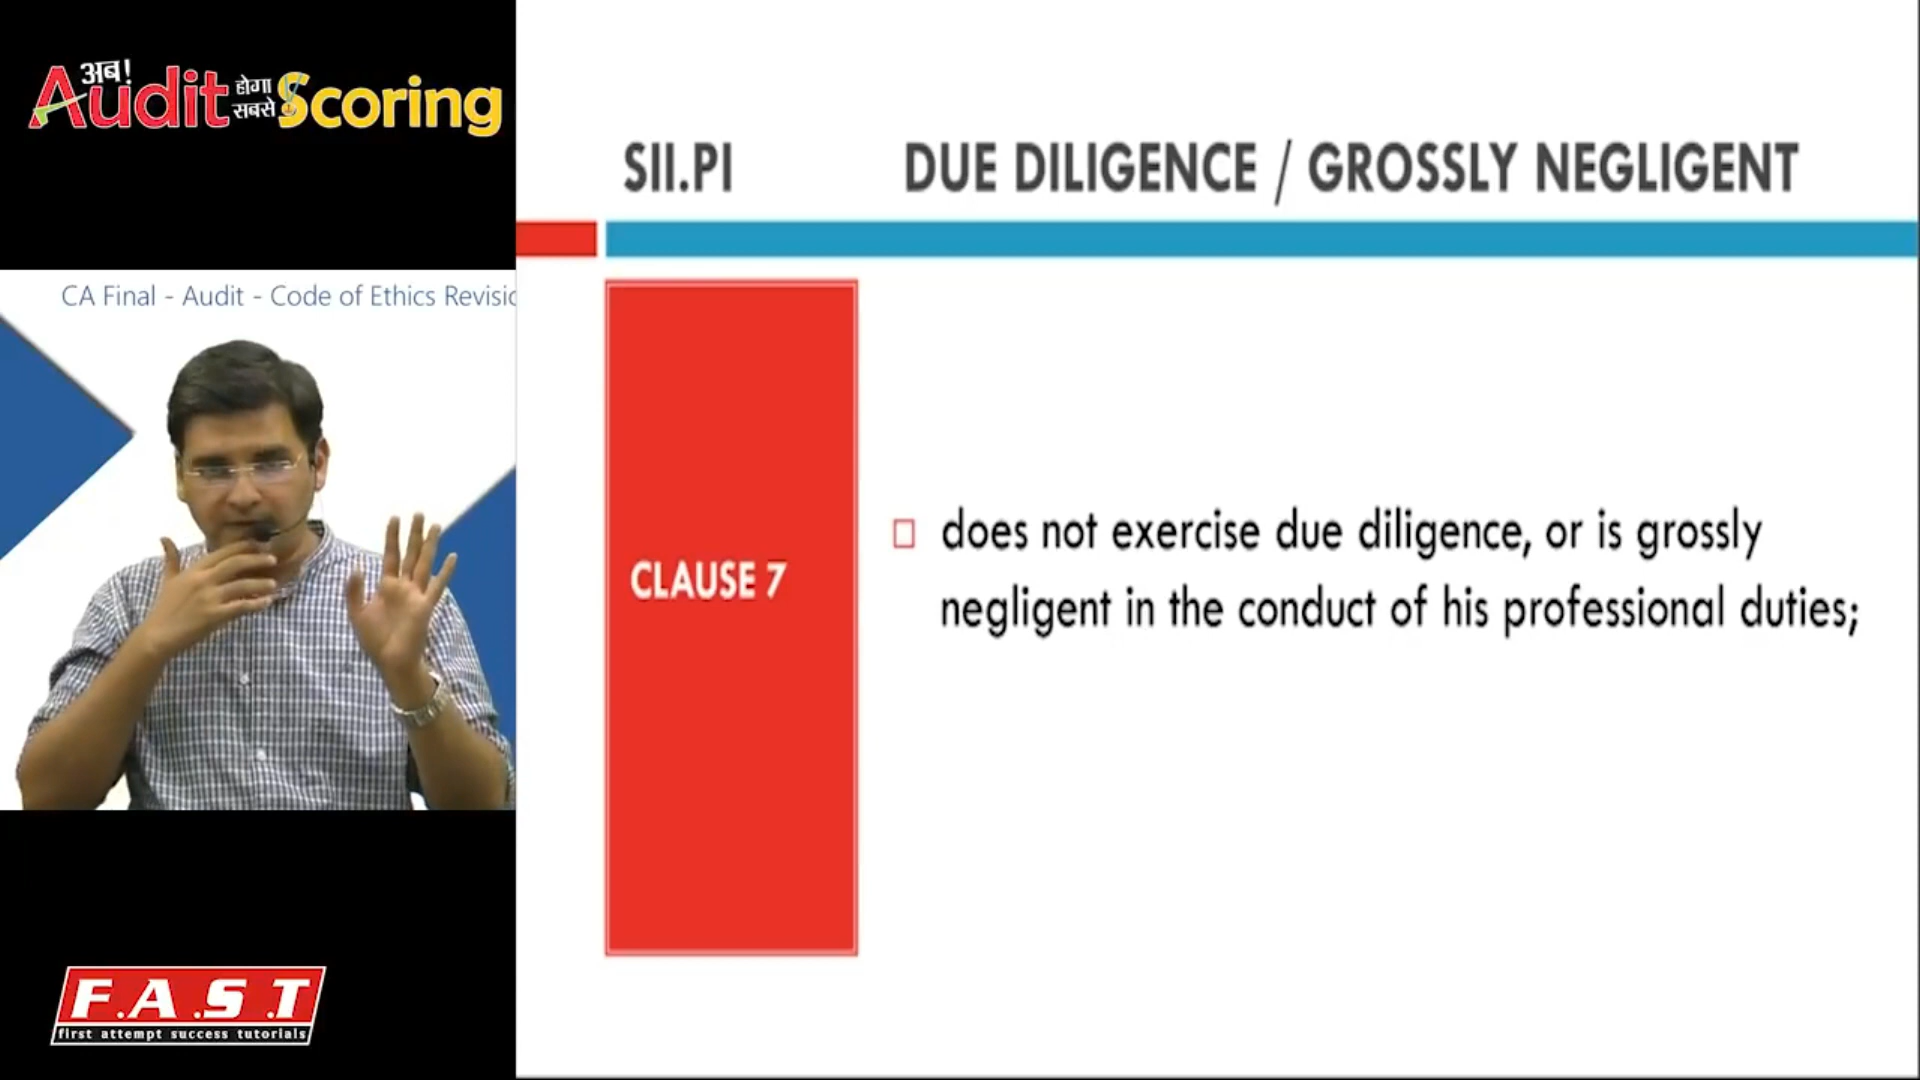 अब!
Audit होगा सबसे Scoring
CA Final - Audit - Code of Ethics Revisio
F.A.S.T
first attempt success tutorials
SII.PI DUE DILIGENCE / GROSSLY NEGLIGENT
CLAUSE 7
does not exercise due diligence, or is grossly
negligent in the conduct of his professional duties;